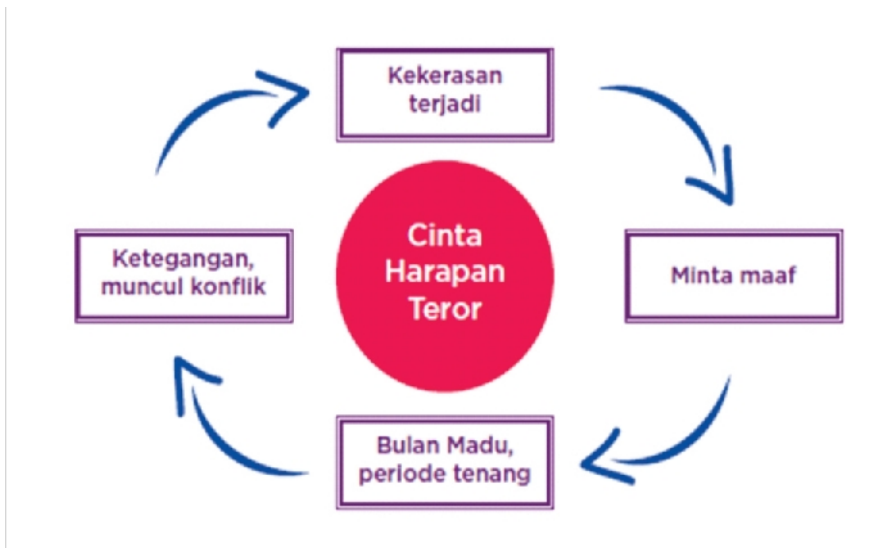 Kekerasan
terjadi
Cinta
Harapan
Teror
Ketegangan,
muncul konflik
Minta maaf
Bulan Madu,
periode tenang